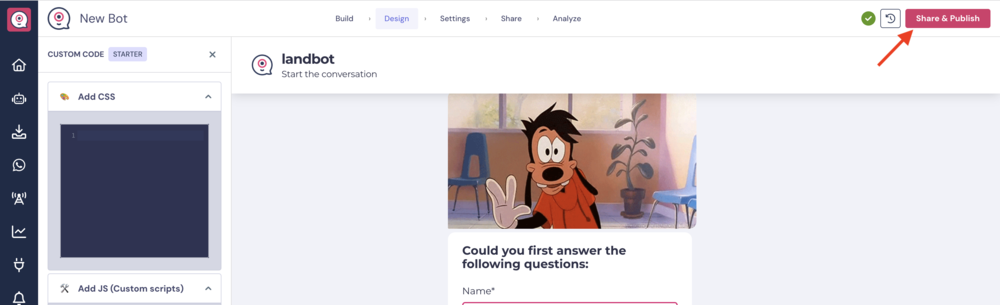 New Bot
Build
Design
Settings
Share
Analyze
Share & Publish
CUSTOM CODE
STARTER
Add CSS
1
Add JS (Custom scripts)
landbot
Start the conversation
Could you first answer the
following questions:
Name*